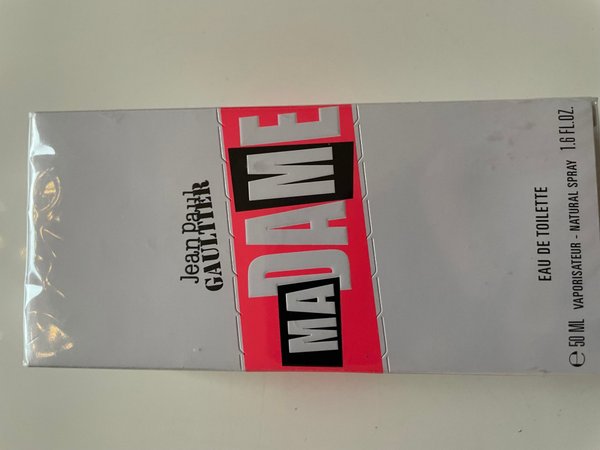 Jean Paul
GAULTIER
MADAME
EAU DE TOILETTE
℮ 50 ML VAPORISATEUR - NATURAL SPRAY 1.6 FL.OZ.